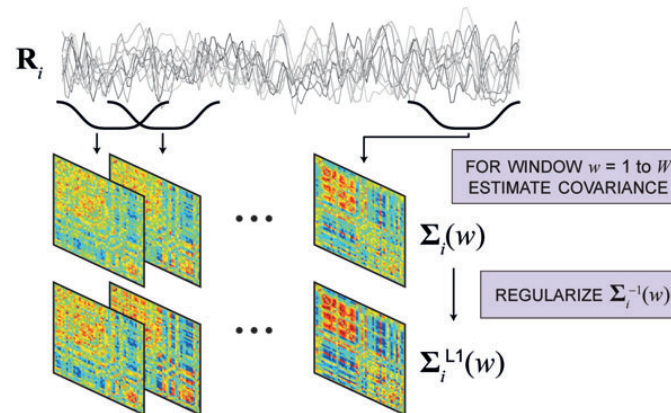 R_i
FOR WINDOW w = 1 to W
ESTIMATE COVARIANCE
• • •
Σ_i(w)
REGULARIZE Σ_i^{-1}(w)
• • •
Σ_i^{L1}(w)